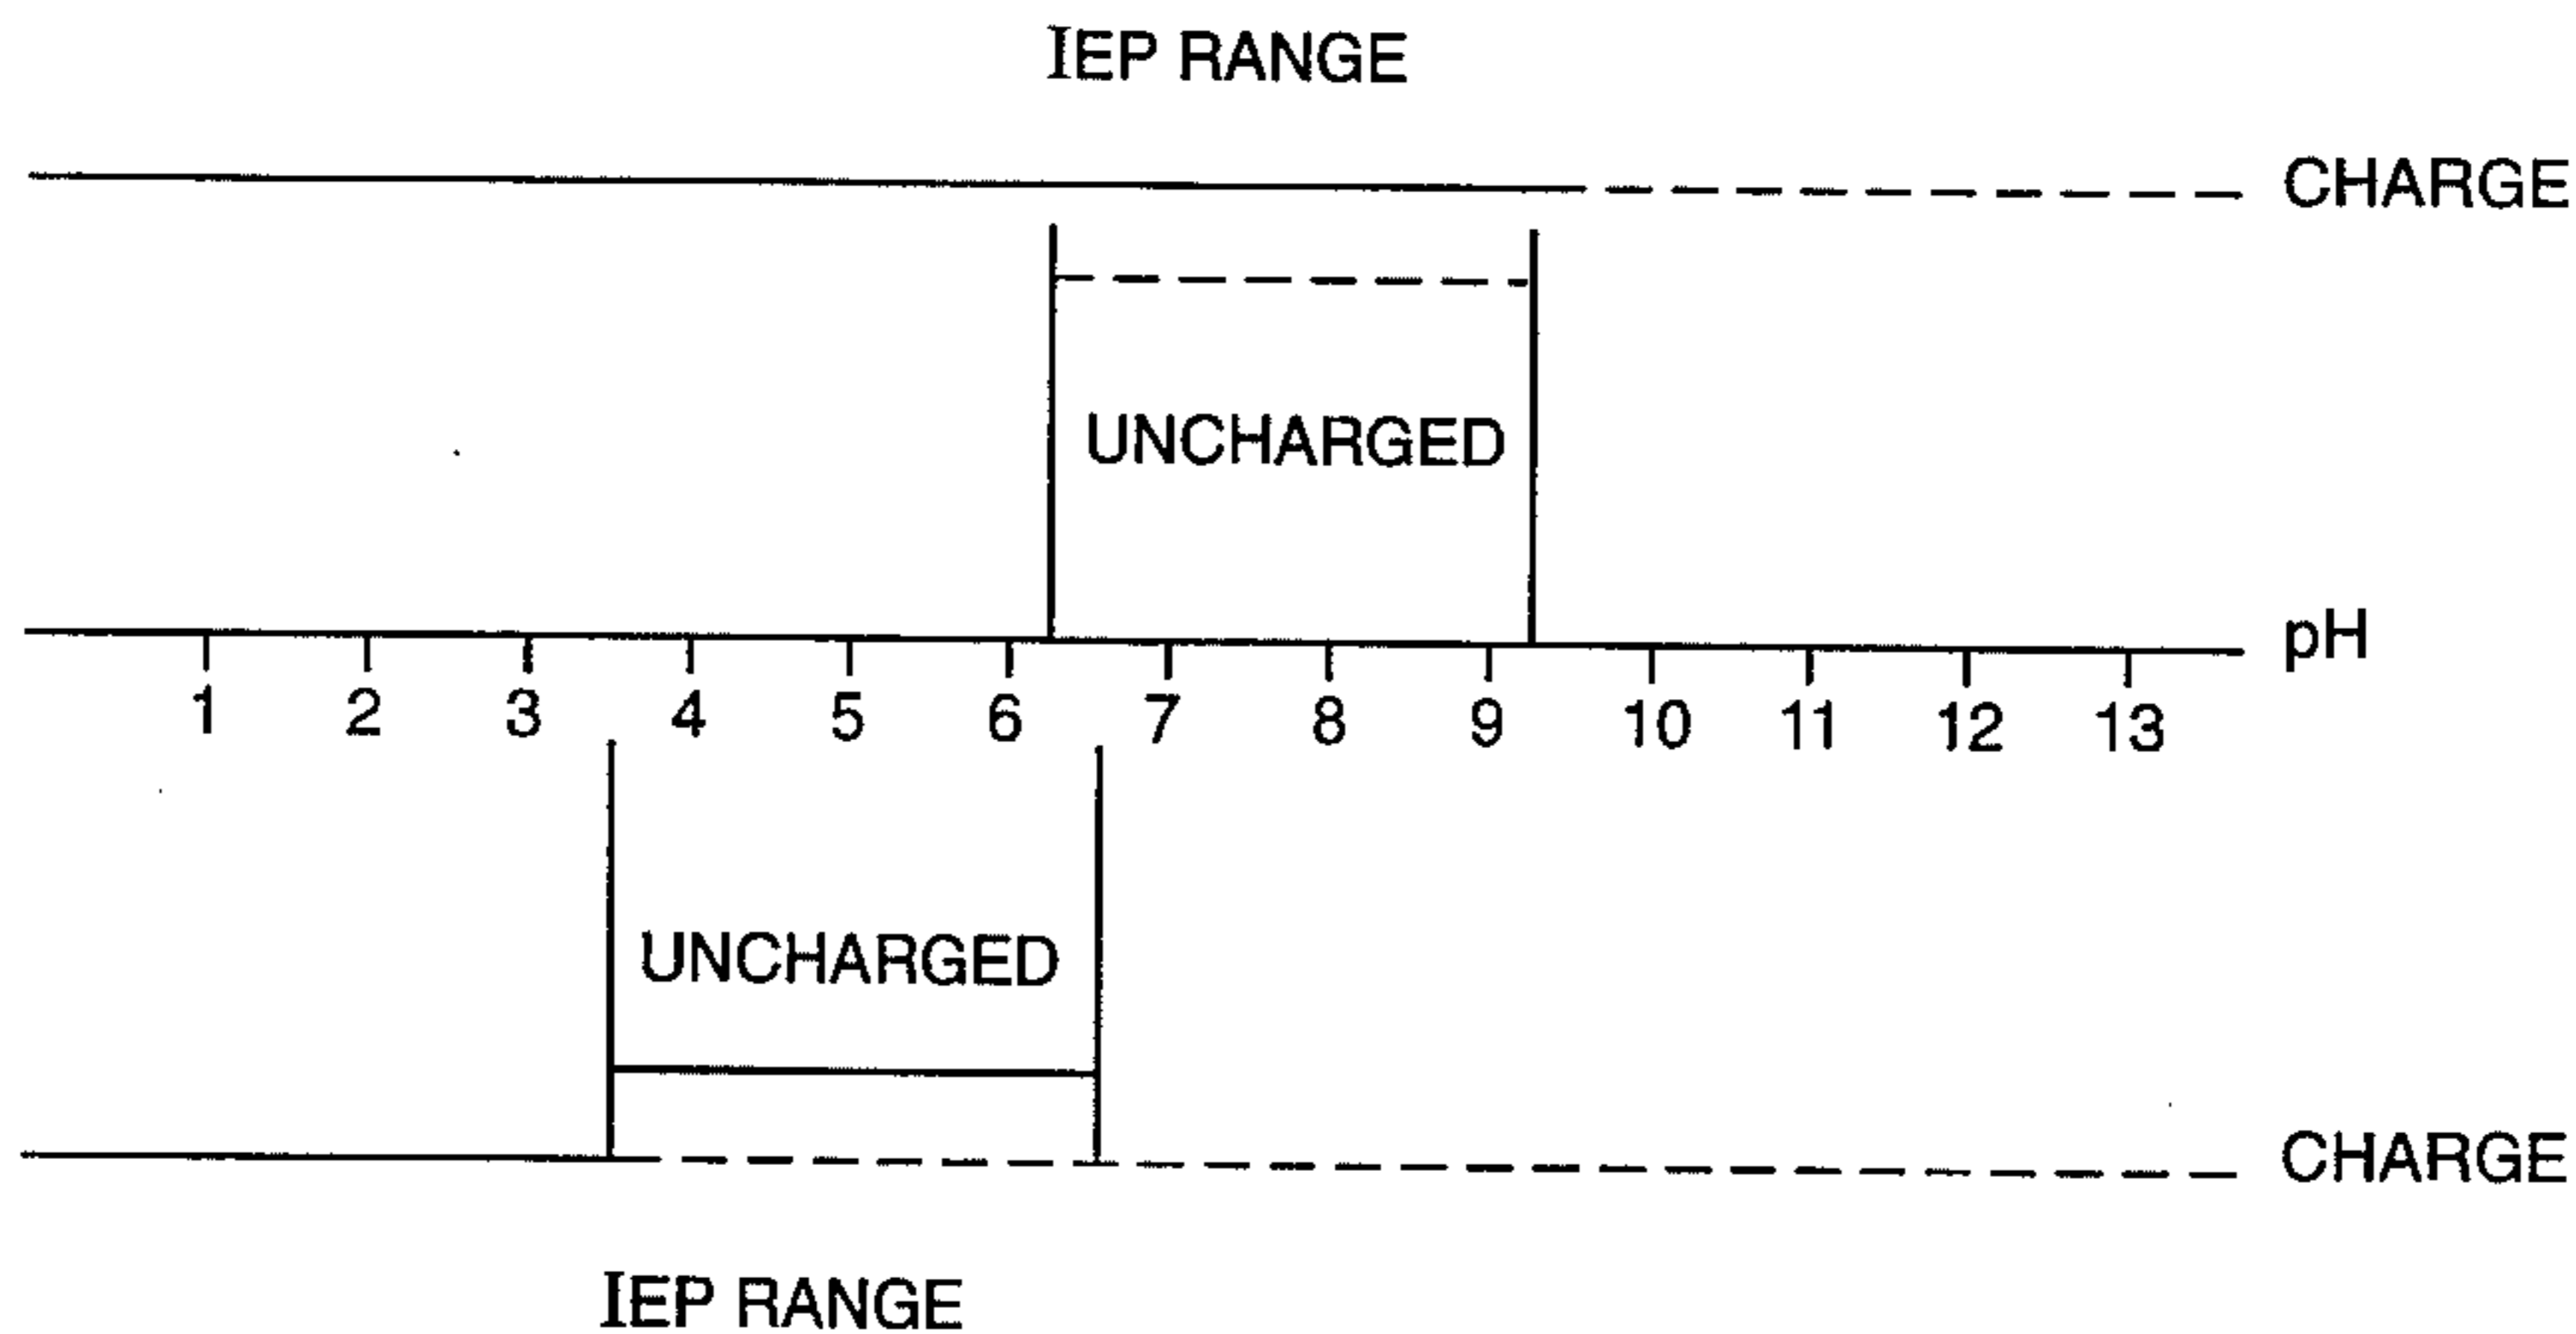 IEP RANGE
CHARGE
UNCHARGED
pH
1 2 3 4 5 6 7 8 9 10 11 12 13
UNCHARGED
CHARGE
IEP RANGE